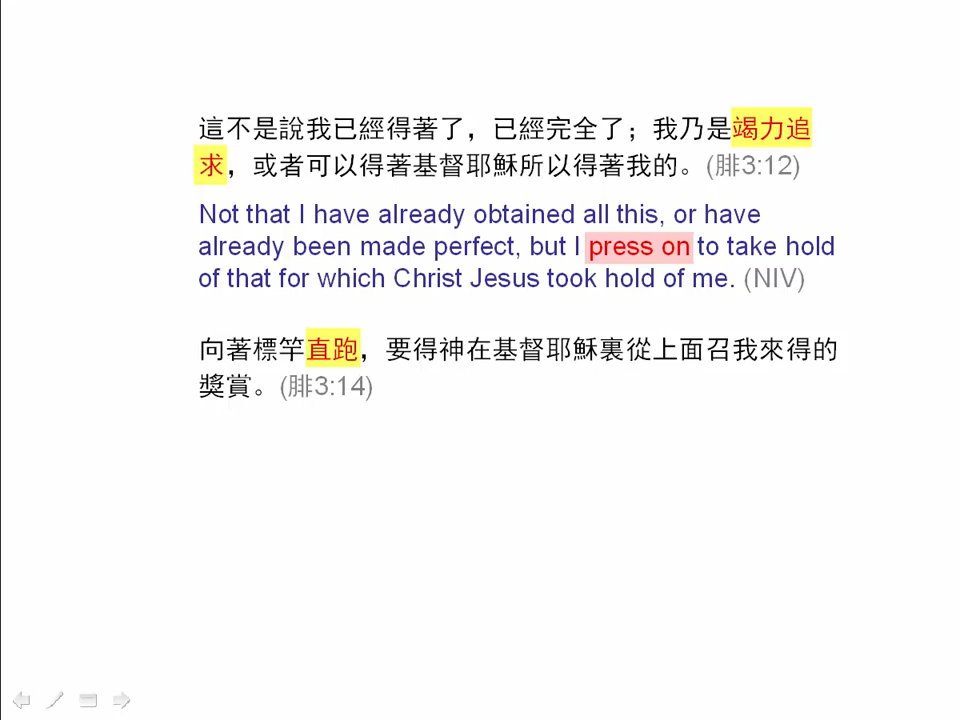 這不是說我已經得著了，已經完全了；我乃是竭力追
求，或者可以得著基督耶穌所以得著我的。(腓3:12)
Not that I have already obtained all this, or have
already been made perfect, but I press on to take hold
of that for which Christ Jesus took hold of me. (NIV)
向著標竿直跑，要得神在基督耶穌裏從上面召我來得的
獎賞。(腓3:14)